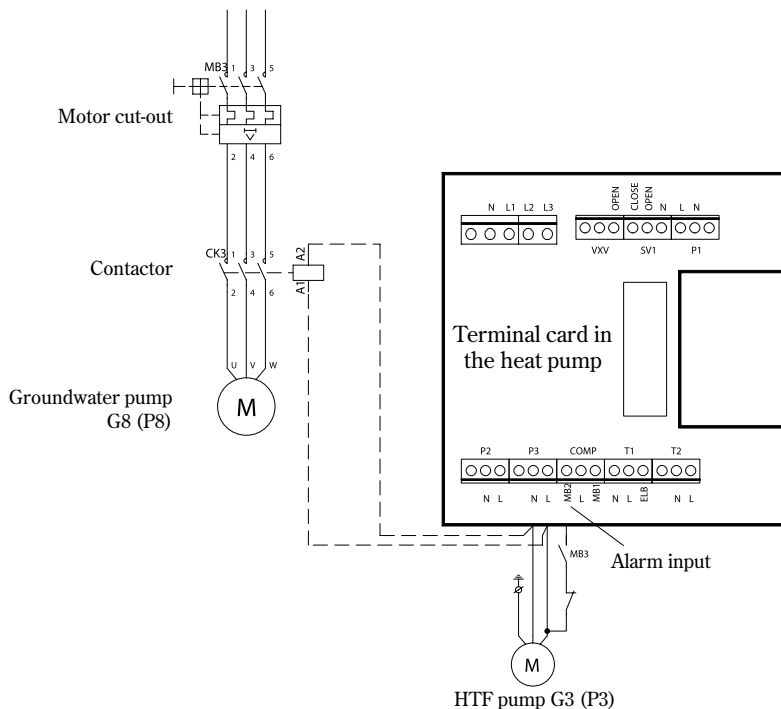 MB3 1 3 5
Motor cut-out
2 4 6
Contactor
CK3 1 3 5
A2
A1
2 4 6
U V W
Groundwater pump
G8 (P8)
M
OPEN CLOSE OPEN
N L1 L2 L3
N L N
VXV SV1 P1
Terminal card in
the heat pump
P2 P3 COMP T1 T2
N L N L MB2 L MB1 N L ELB N L
MB3
Alarm input
M
HTF pump G3 (P3)